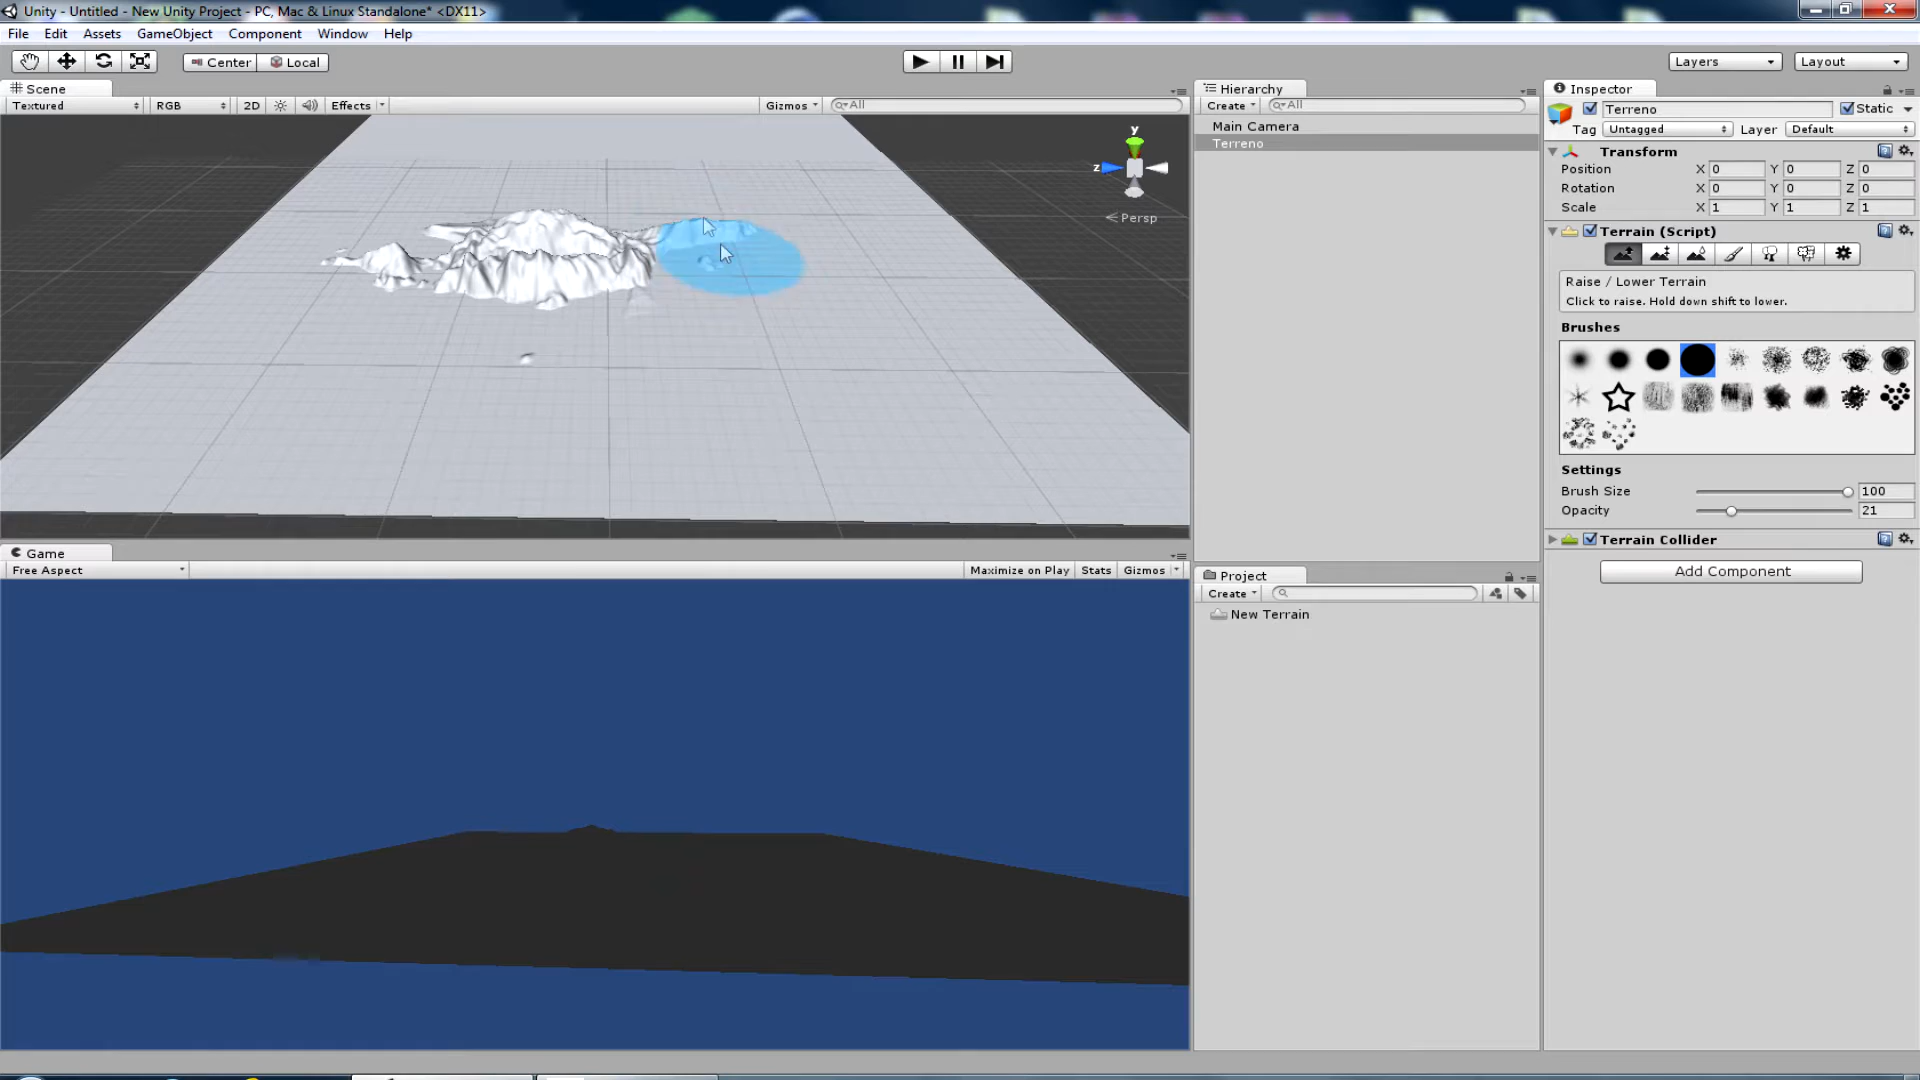 Unity - Untitled - New Unity Project - PC, Mac & Linux Standalone* <DX11>
File Edit Assets GameObject Component Window Help
Center Local Layers Layout
Scene
Textured RGB 2D Effects Gizmos All
y
z
Persp
Game
Free Aspect Maximize on Play Stats Gizmos
Hierarchy
Create All
Main Camera
Terreno
Project
Create
New Terrain
Inspector
Terreno Static
Tag Untagged Layer Default
Transform
Position X 0 Y 0 Z 0
Rotation X 0 Y 0 Z 0
Scale X 1 Y 1 Z 1
Terrain (Script)
Raise / Lower Terrain
Click to raise. Hold down shift to lower.
Brushes
Settings
Brush Size 100
Opacity 21
Terrain Collider
Add Component